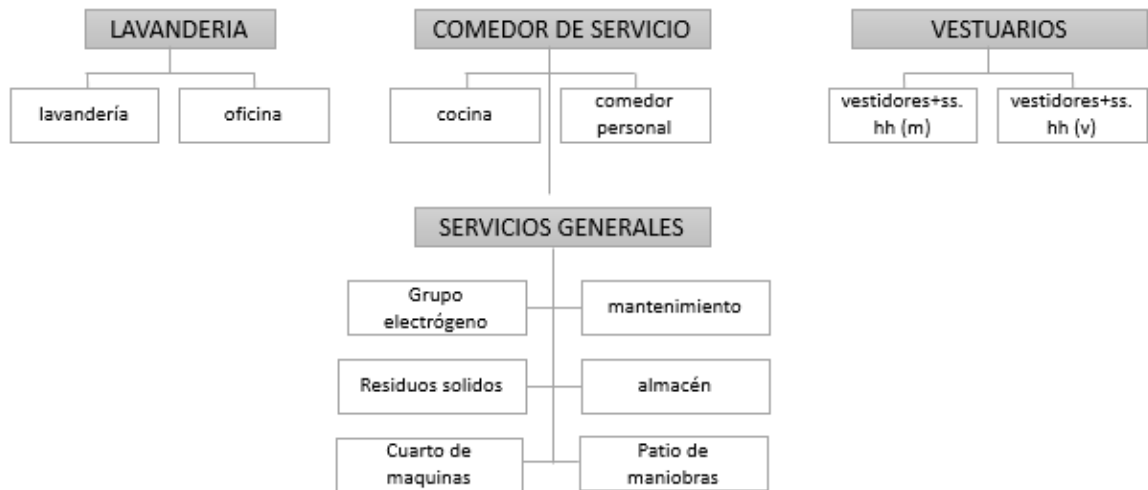 LAVANDERIA
lavandería
oficina
COMEDOR DE SERVICIO
cocina
comedor
personal
VESTUARIOS
vestidores+ss.
hh (m)
vestidores+ss.
hh (v)
SERVICIOS GENERALES
Grupo
electrógeno
mantenimiento
Residuos solidos
almacén
Cuarto de
maquinas
Patio de
maniobras